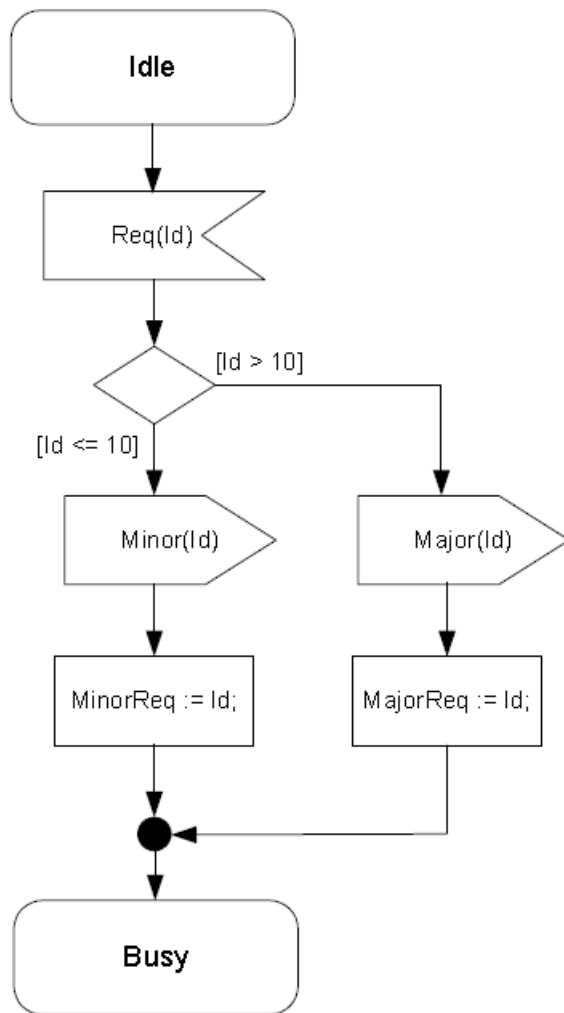 Idle
Req(Id)
[Id > 10]
[Id <= 10]
Minor(Id)
Major(Id)
MinorReq := Id;
MajorReq := Id;
Busy